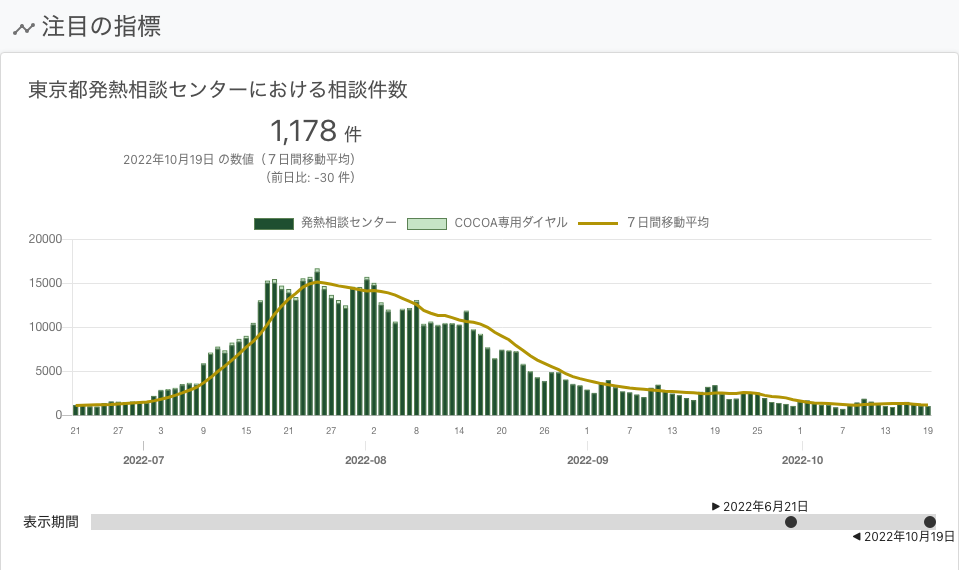 注目の指標
東京都発熱相談センターにおける相談件数
1,178 件
2022年10月19日 の数値（７日間移動平均）
（前日比: -30 件）
発熱相談センター COCOA専用ダイヤル ７日間移動平均
20000
15000
10000
5000
0
21 27 3 9 15 21 27 2 8 14 20 26 1 7 13 19 25 1 7 13 19
2022-07 2022-08 2022-09 2022-10
▶ 2022年6月21日
表示期間
◀ 2022年10月19日